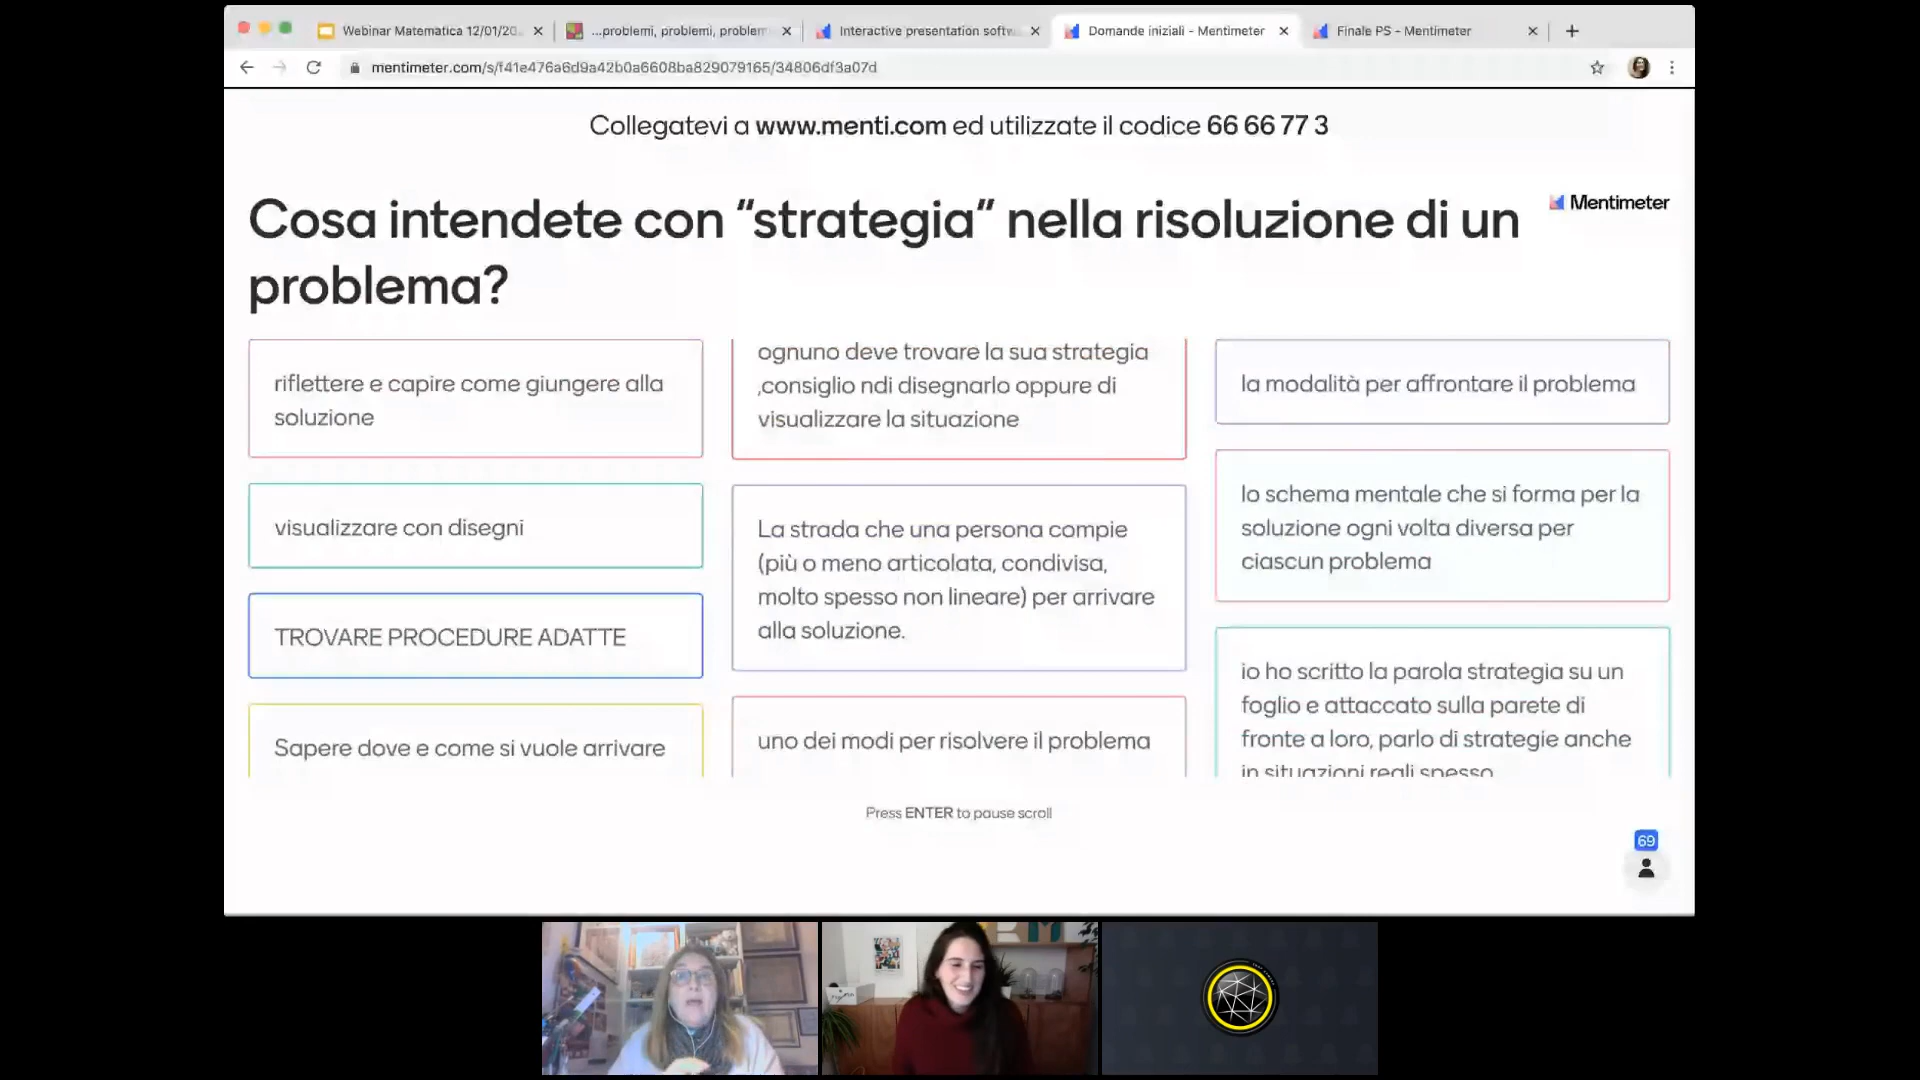 Webinar Matematica 12/01/20
...problemi, problemi, problem
Interactive presentation softw
Domande iniziali - Mentimeter
Finale PS - Mentimeter
mentimeter.com/s/f41e476a6d9a42b0a6608ba829079165/34806df3a07d
Collegatevi a www.menti.com ed utilizzate il codice 66 66 77 3
Cosa intendete con “strategia” nella risoluzione di un
problema?
Mentimeter
riflettere e capire come giungere alla
soluzione
visualizzare con disegni
TROVARE PROCEDURE ADATTE
Sapere dove e come si vuole arrivare
ognuno deve trovare la sua strategia
,consiglio ndi disegnarlo oppure di
visualizzare la situazione
La strada che una persona compie
(più o meno articolata, condivisa,
molto spesso non lineare) per arrivare
alla soluzione.
uno dei modi per risolvere il problema
la modalità per affrontare il problema
lo schema mentale che si forma per la
soluzione ogni volta diversa per
ciascun problema
io ho scritto la parola strategia su un
foglio e attaccato sulla parete di
fronte a loro, parlo di strategie anche
in situazioni reali spesso
Press ENTER to pause scroll
69